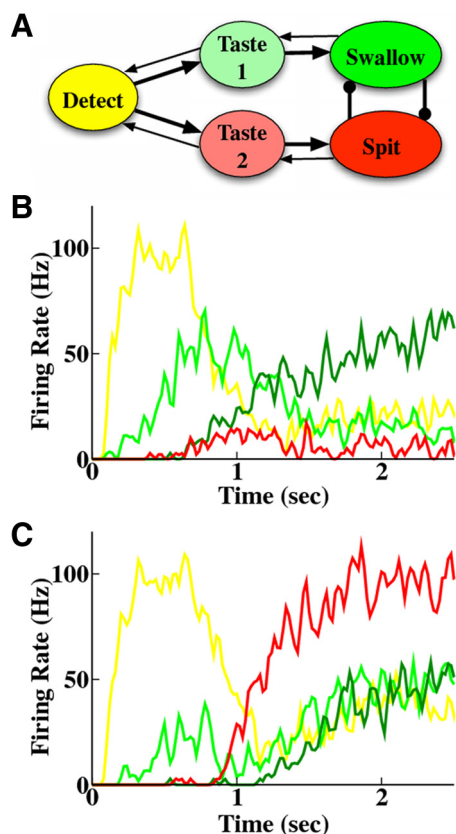 A
Detect
Taste
1
Swallow
Taste
2
Spit
B
Firing Rate (Hz)
100
50
0
0
1
2
Time (sec)
C
Firing Rate (Hz)
100
50
0
0
1
2
Time (sec)